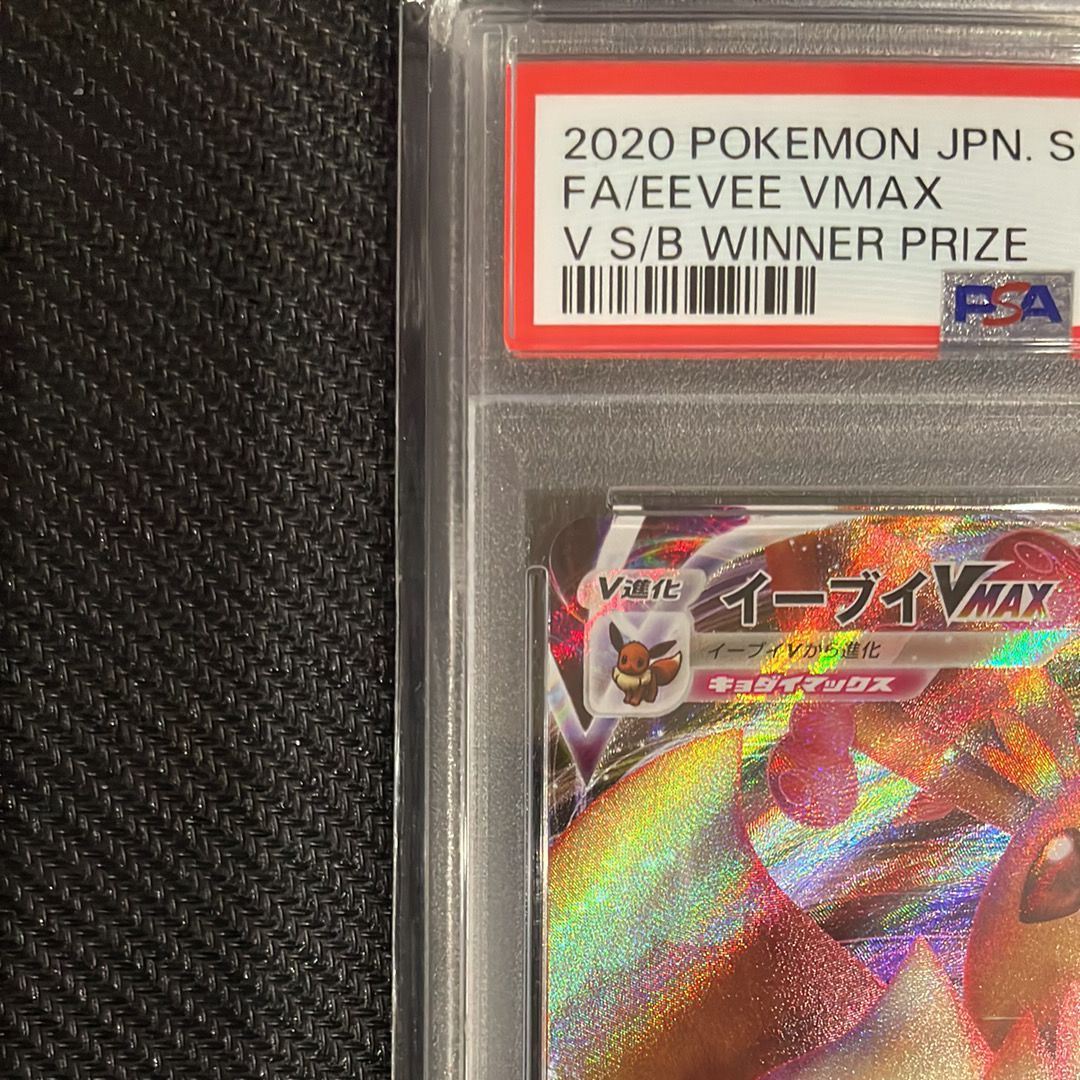 2020 POKEMON JPN. S
FA/EEVEE VMAX
V S/B WINNER PRIZE
PSA
V進化
イーブイVMAX
イーブイVから進化
キョダイマックス